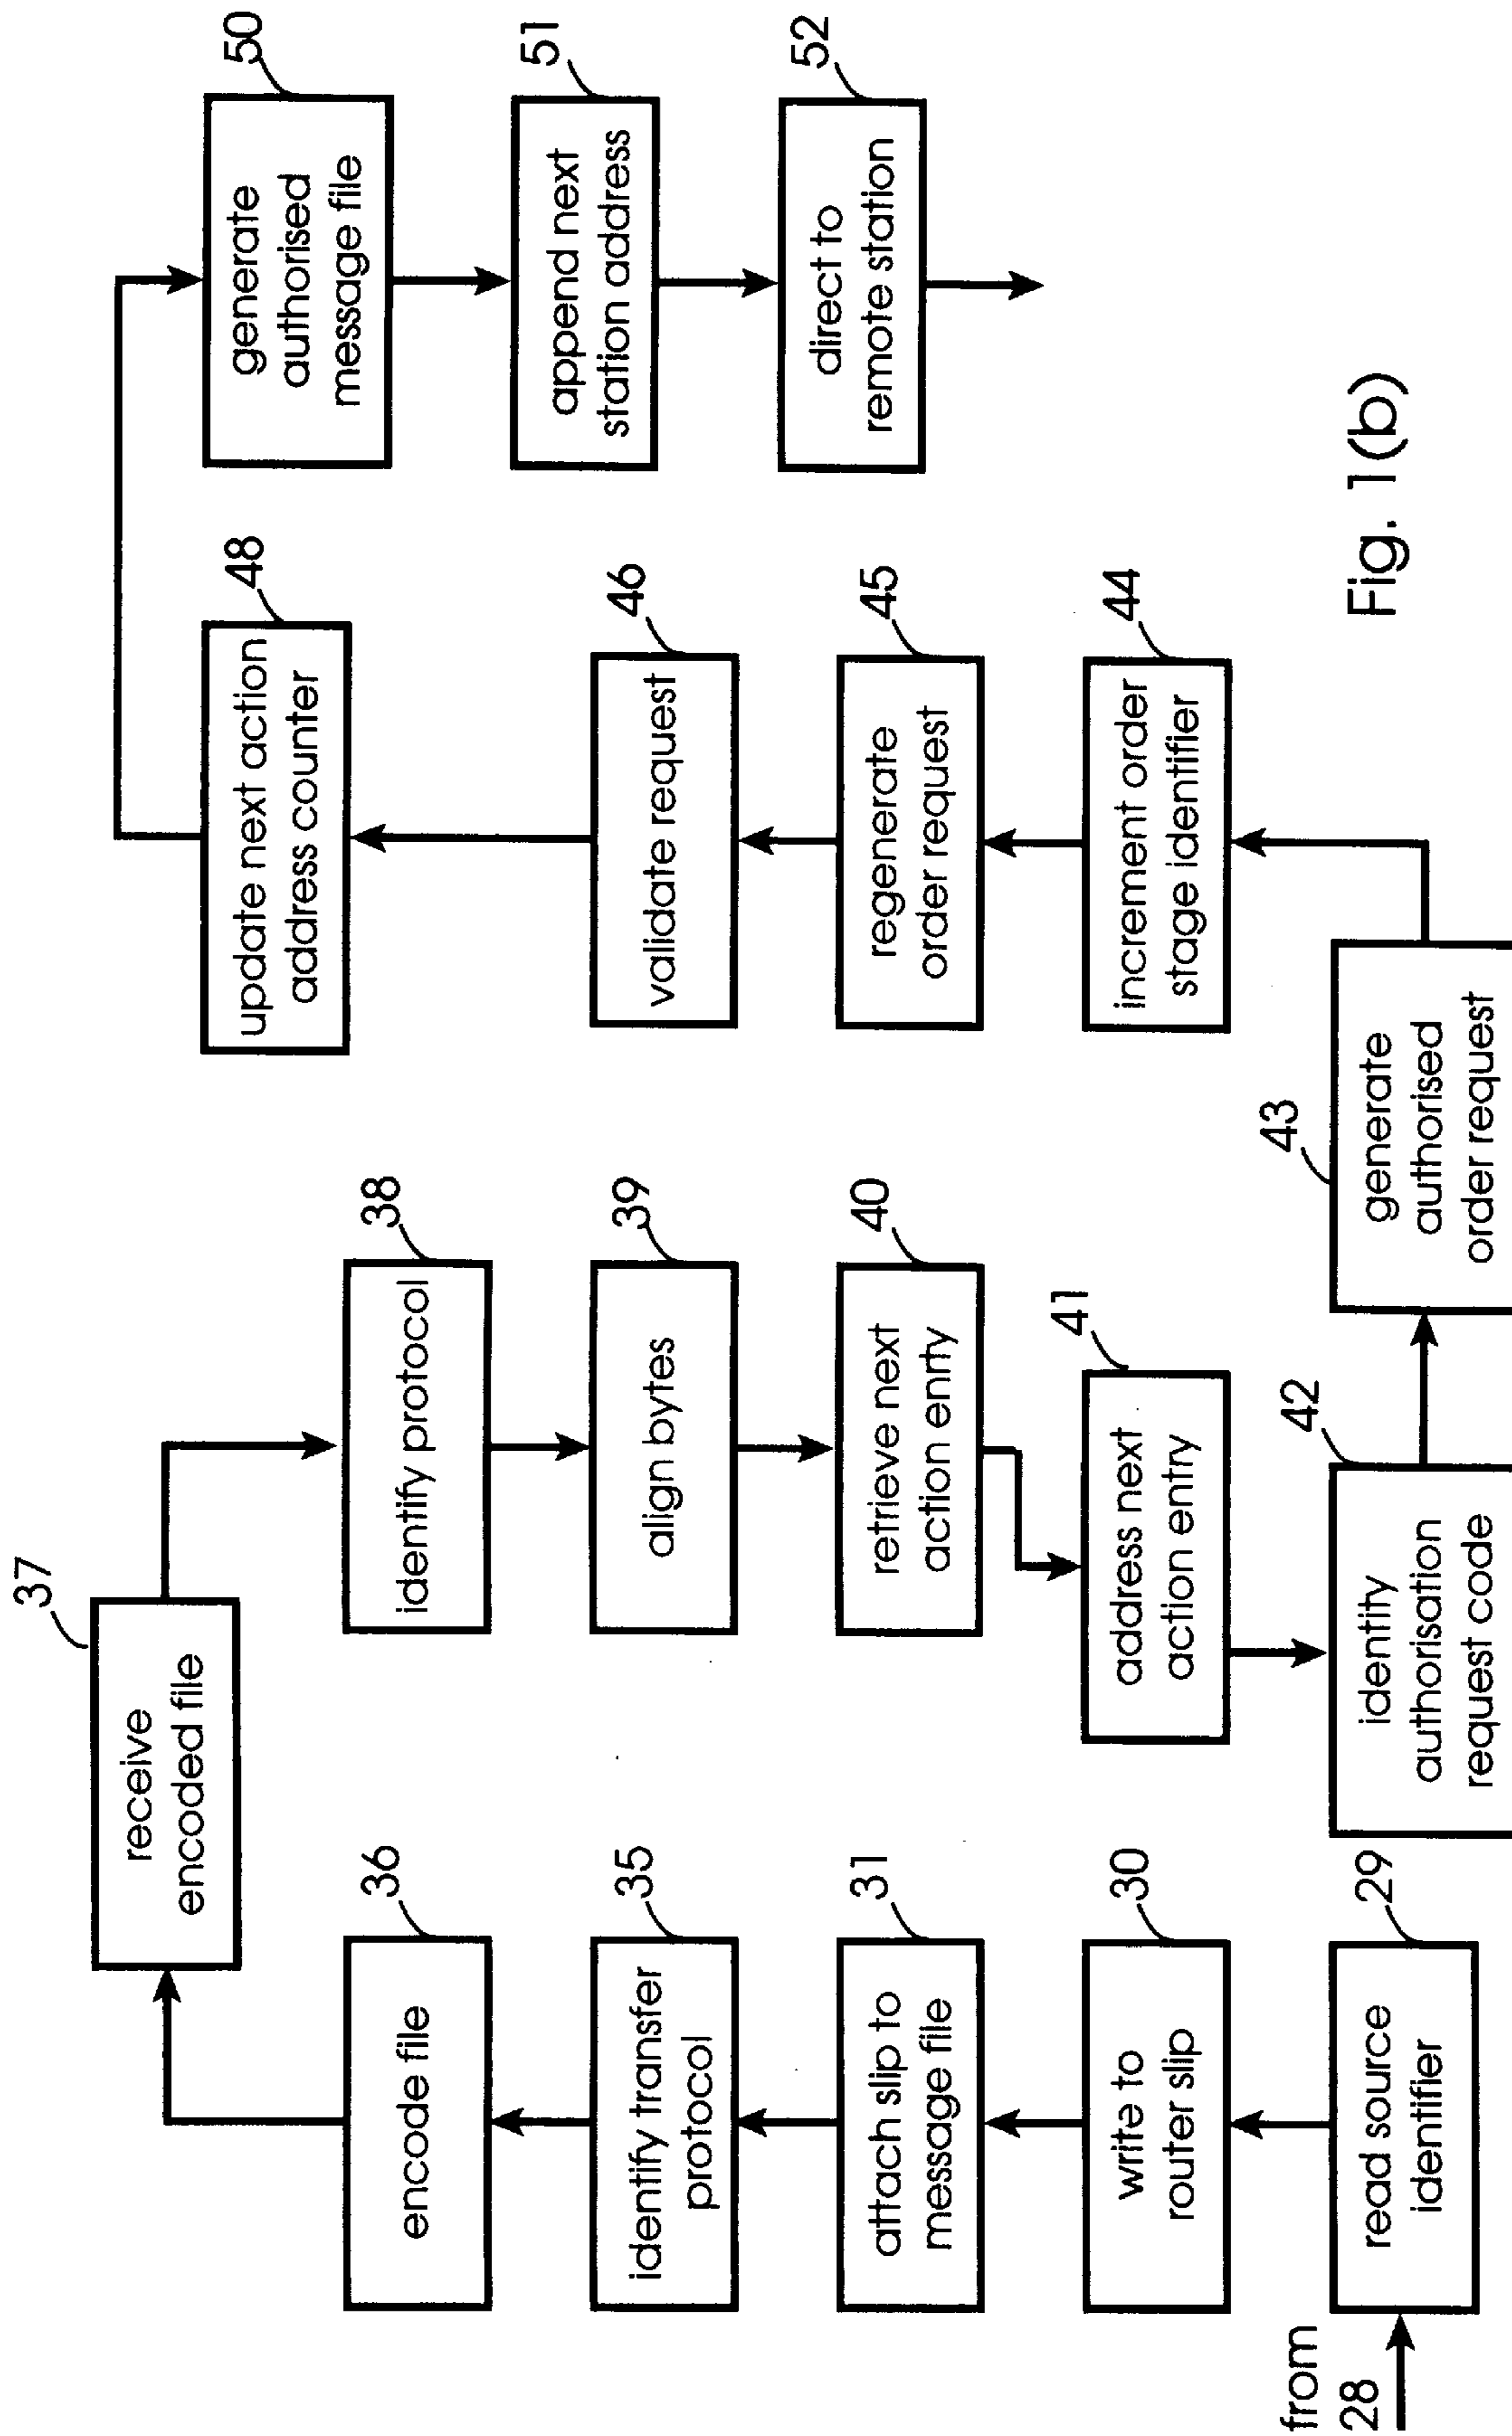 from
28
29
read source
identifier
30
write to
router slip
31
attach slip to
message file
35
identify transfer
protocol
36
encode file
37
receive
encoded file
38
identify protocol
39
align bytes
40
retrieve next
action enrty
41
address next
action entry
42
identity
authorisation
request code
43
generate
authorised
order request
44
increment order
stage identifier
45
regenerate
order request
46
validate request
48
update next action
address counter
50
generate
authorised
message file
51
append next
station address
52
direct to
remote station
Fig. 1(b)